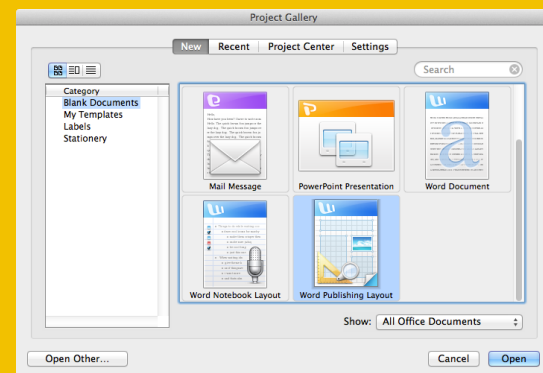 Project Gallery
New Recent Project Center Settings
Search
Category
Blank Documents
My Templates
Labels
Stationery
Mail Message PowerPoint Presentation Word Document
Word Notebook Layout Word Publishing Layout
Show: All Office Documents
Open Other... Cancel Open